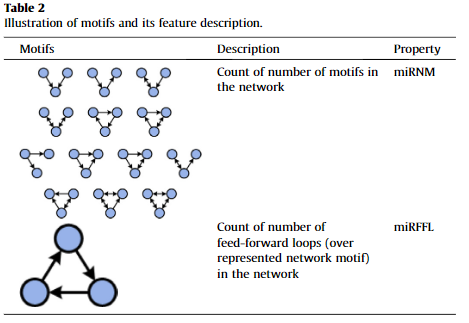 Table 2
Illustration of motifs and its feature description.
Motifs Description Property
Count of number of motifs in miRNM
the network
Count of number of miRFFL
feed-forward loops (over
represented network motif)
in the network